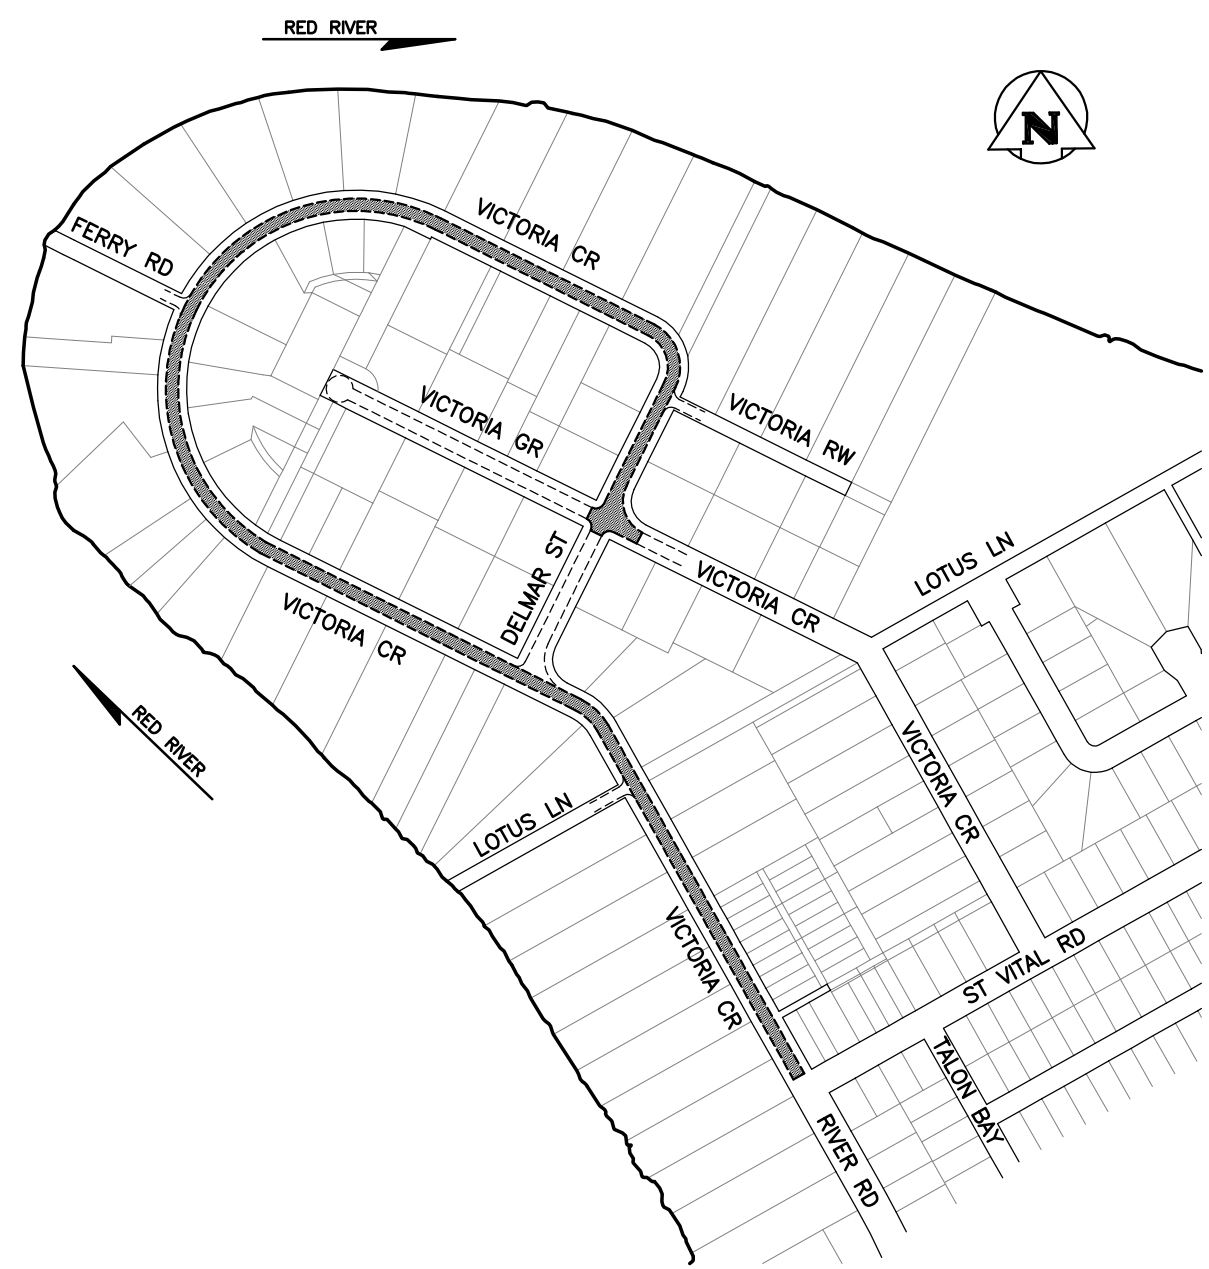 RED RIVER
N
VICTORIA CR
FERRY RD
VICTORIA GR
VICTORIA RW
DELMAR ST
LOTUS LN
VICTORIA CR
VICTORIA CR
RED RIVER
VICTORIA CR
LOTUS LN
VICTORIA CR
ST VITAL RD
TALON BAY
RIVER RD